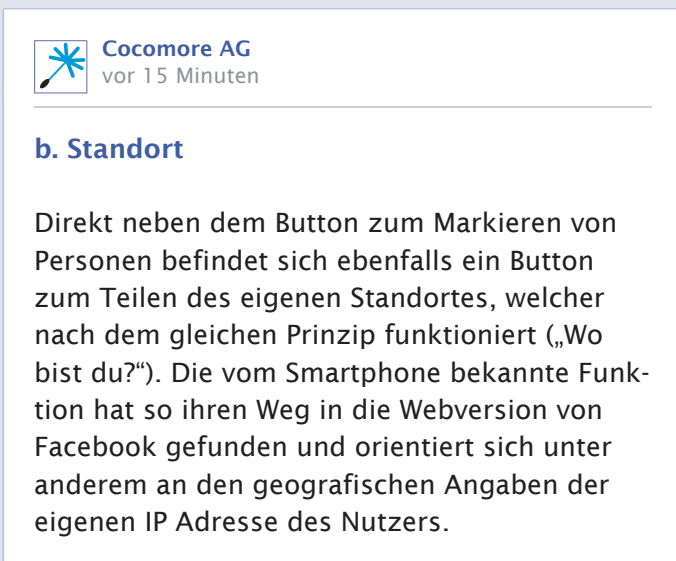 Cocomore AG
vor 15 Minuten
b. Standort
Direkt neben dem Button zum Markieren von
Personen befindet sich ebenfalls ein Button
zum Teilen des eigenen Standortes, welcher
nach dem gleichen Prinzip funktioniert („Wo
bist du?“). Die vom Smartphone bekannte Funk-
tion hat so ihren Weg in die Webversion von
Facebook gefunden und orientiert sich unter
anderem an den geografischen Angaben der
eigenen IP Adresse des Nutzers.